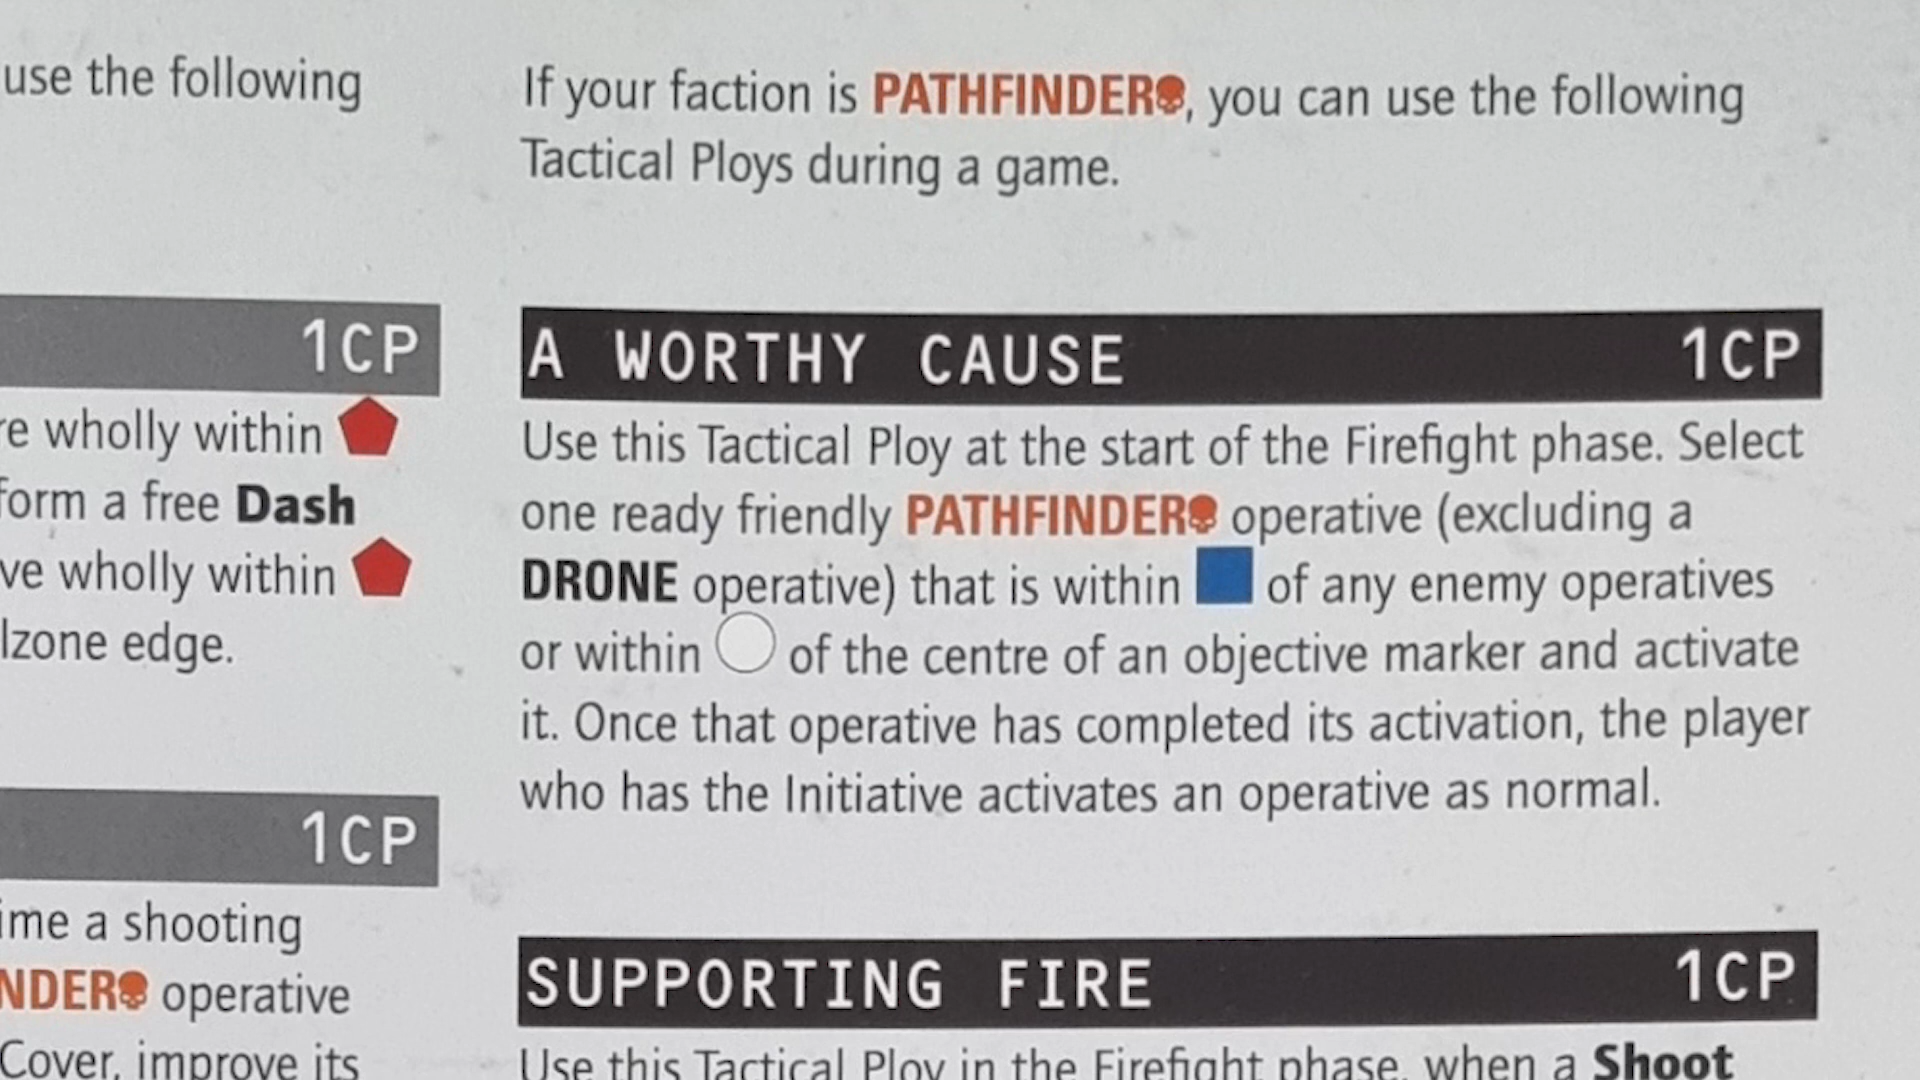 use the following
1CP
re wholly within
form a free Dash
ve wholly within
lzone edge.
1CP
ime a shooting
NDER operative
Cover, improve its
If your faction is PATHFINDER, you can use the following
Tactical Ploys during a game.
A WORTHY CAUSE 1CP
Use this Tactical Ploy at the start of the Firefight phase. Select
one ready friendly PATHFINDER operative (excluding a
DRONE operative) that is within of any enemy operatives
or within of the centre of an objective marker and activate
it. Once that operative has completed its activation, the player
who has the Initiative activates an operative as normal.
SUPPORTING FIRE 1CP
Use this Tactical Ploy in the Firefight phase, when a Shoot